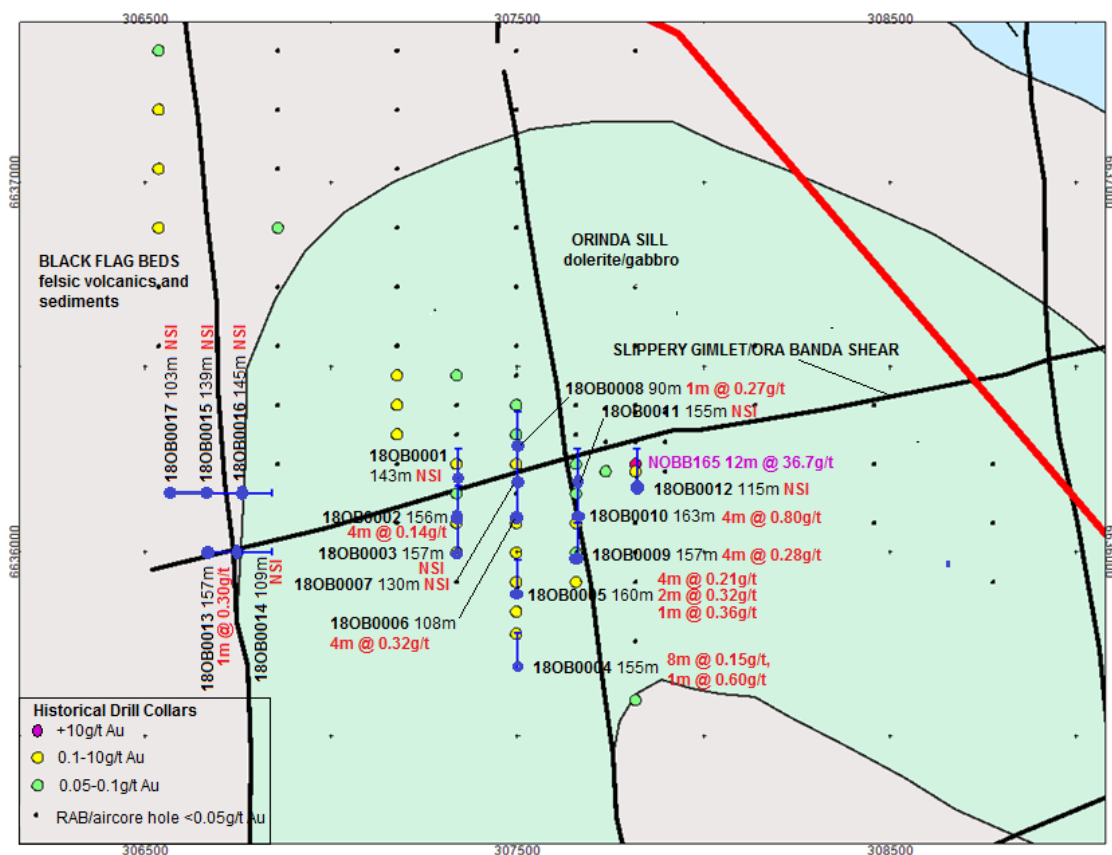 306500
307500
308500
6637000
6637000
BLACK FLAG BEDS
felsic volcanics and
sediments
ORINDA SILL
dolerite/gabbro
SLIPPERY GIMLET/ORA BANDA SHEAR
18OB0017 103m NSI
18OB0015 139m NSI
18OB0016 145m NSI
18OB0008 90m 1m @ 0.27g/t
18OB0011 155m NSI
18OB0001
143m NSI
NOBB165 12m @ 36.7g/t
18OB0012 115m NSI
18OB0002 156m
4m @ 0.14g/t
18OB0010 163m 4m @ 0.80g/t
18OB0003 157m
NSI
18OB0009 157m 4m @ 0.28g/t
18OB0007 130m NSI
18OB0005 160m
4m @ 0.21g/t
2m @ 0.32g/t
1m @ 0.36g/t
18OB0006 108m
4m @ 0.32g/t
18OB0004 155m
8m @ 0.15g/t,
1m @ 0.60g/t
18OB0013 157m
1m @ 0.30g/t
18OB0014 109m
NSI
6636000
6636000
Historical Drill Collars
+10g/t Au
0.1-10g/t Au
0.05-0.1g/t Au
RAB/aircore hole <0.05g/t Au
306500
307500
308500